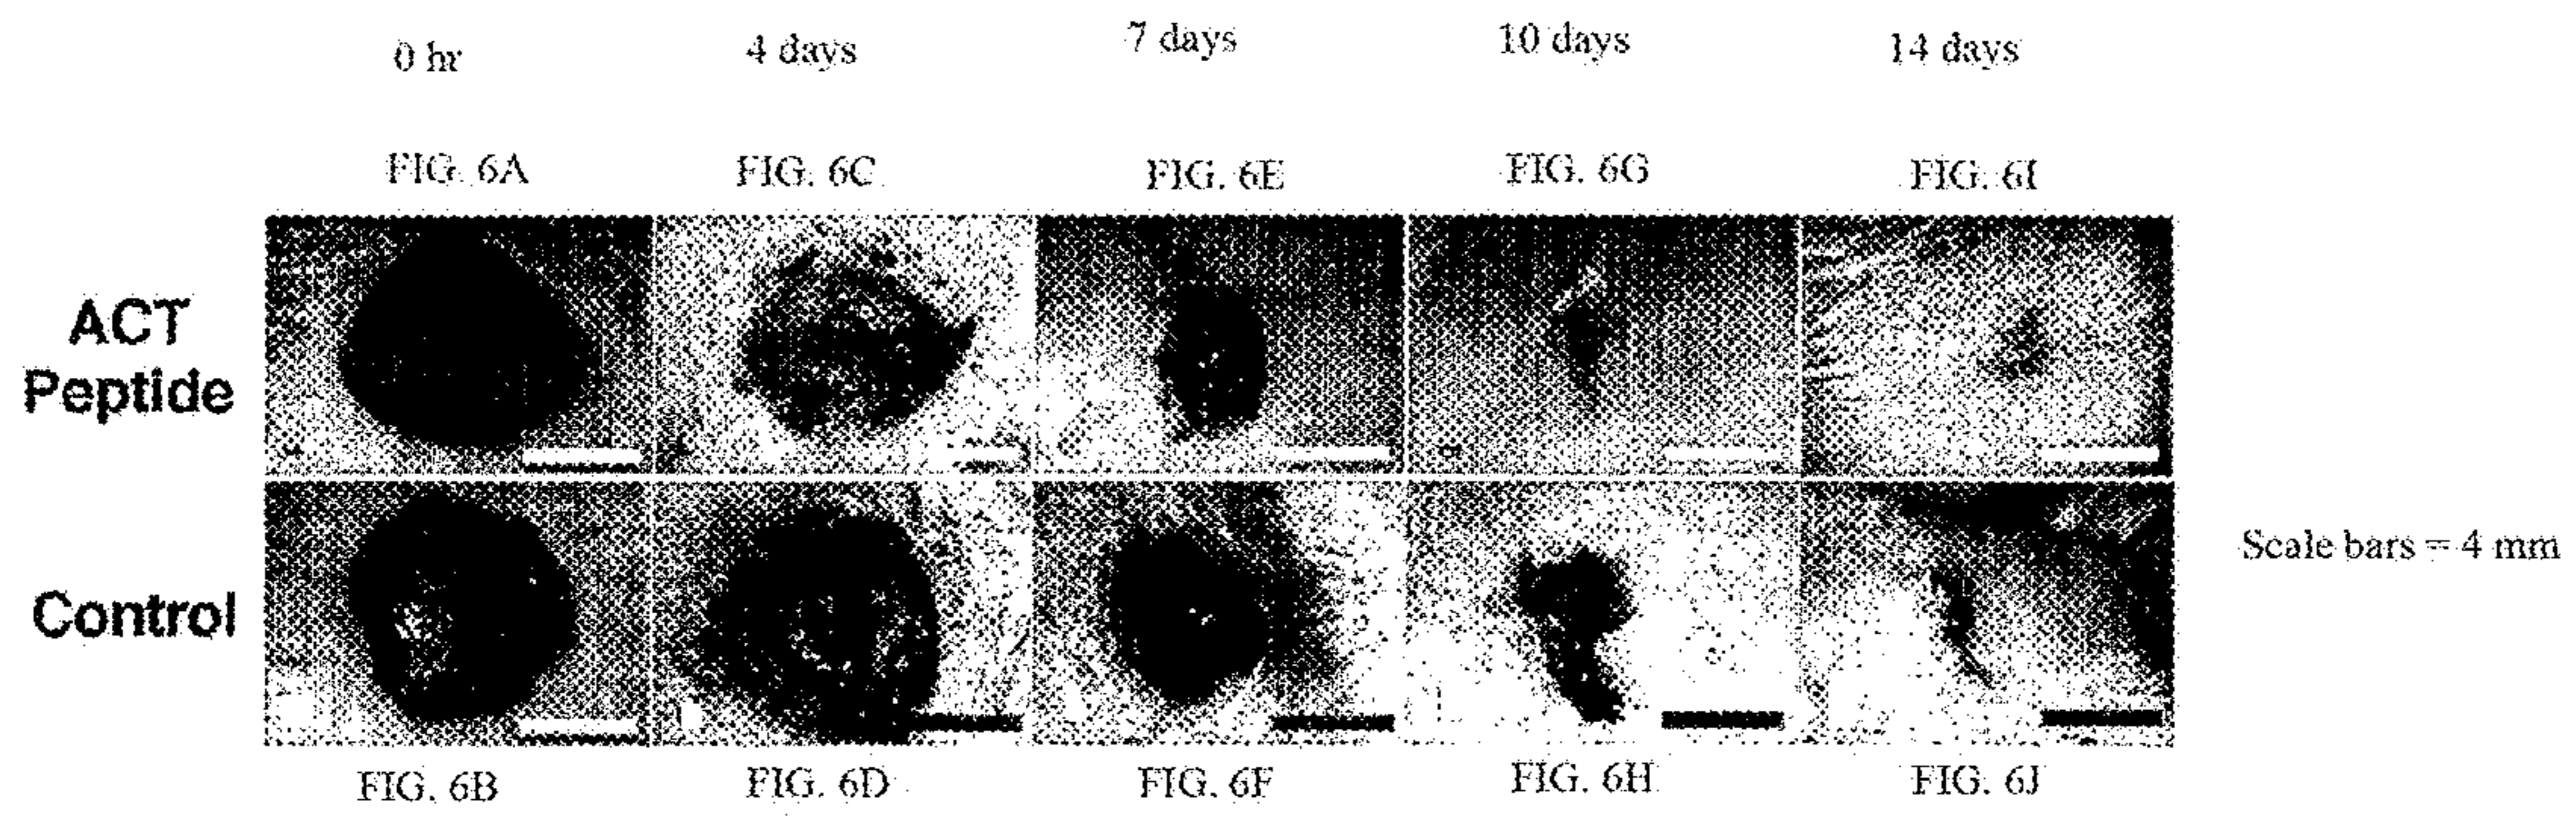 0 hr 4 days 7 days 10 days 14 days
FIG. 6A FIG. 6C FIG. 6E FIG. 6G FIG. 6I
ACT
Peptide
Control
Scale bars = 4 mm
FIG. 6B FIG. 6D FIG. 6F FIG. 6H FIG. 6J